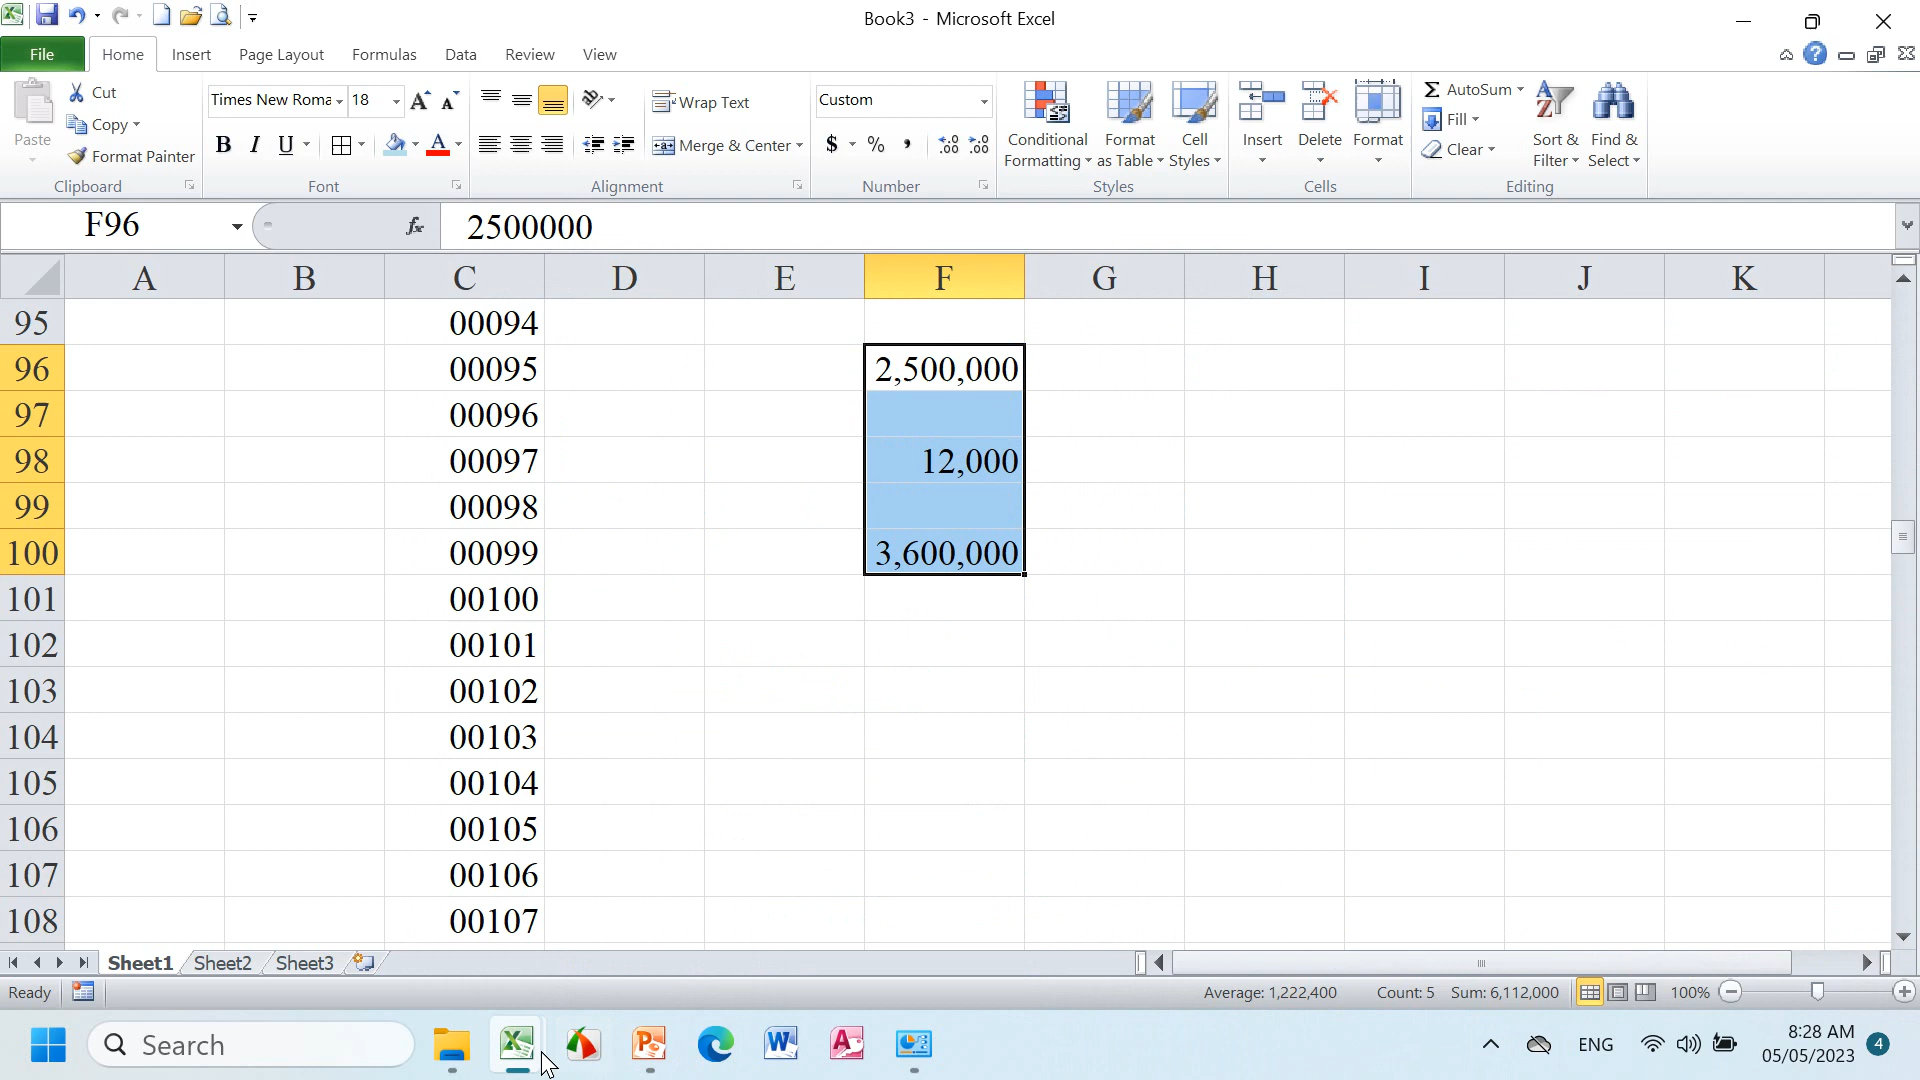 Book3 - Microsoft Excel
File Home Insert Page Layout Formulas Data Review View
Paste
Cut
Copy
Format Painter
Clipboard
Times New Roma 18
B I U
Font
Wrap Text
Merge & Center
Alignment
Custom
$ % ,
Number
Conditional Formatting
Format as Table
Cell Styles
Styles
Insert Delete Format
Cells
AutoSum
Fill
Clear
Sort & Filter
Find & Select
Editing
F96 fx 2500000
A B C D E F G H I J K
95 00094
96 00095 2,500,000
97 00096
98 00097 12,000
99 00098
100 00099 3,600,000
101 00100
102 00101
103 00102
104 00103
105 00104
106 00105
107 00106
108 00107
Sheet1 Sheet2 Sheet3
Ready Average: 1,222,400 Count: 5 Sum: 6,112,000 100%
Search
ENG
8:28 AM
05/05/2023
4